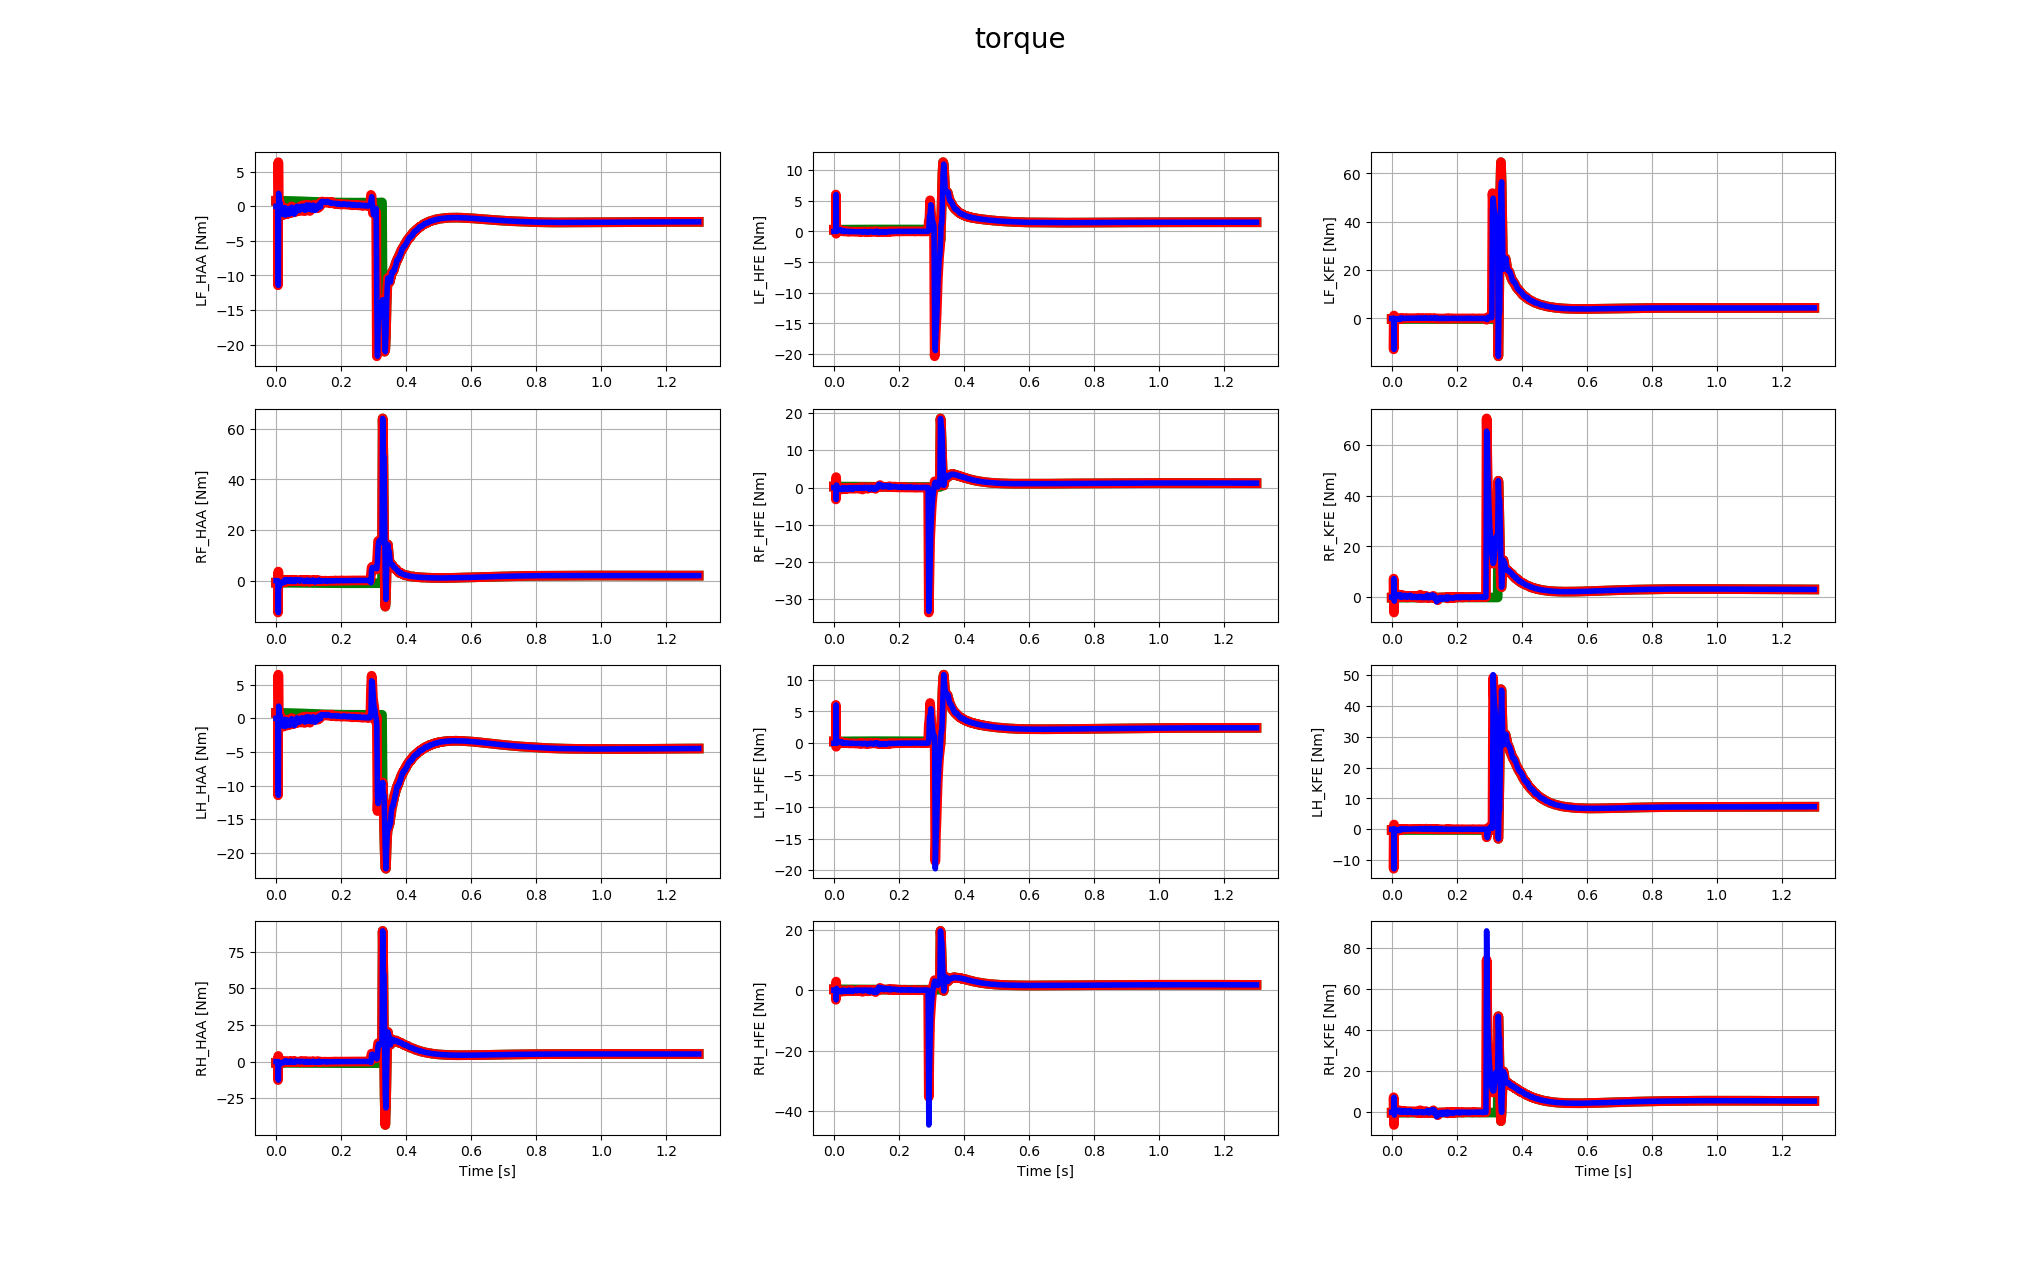 torque
LF_HAA [Nm]
5
0
−5
−10
−15
−20
0.0 0.2 0.4 0.6 0.8 1.0 1.2
LF_HFE [Nm]
10
5
0
−5
−10
−15
−20
0.0 0.2 0.4 0.6 0.8 1.0 1.2
LF_KFE [Nm]
60
40
20
0
0.0 0.2 0.4 0.6 0.8 1.0 1.2
RF_HAA [Nm]
60
40
20
0
0.0 0.2 0.4 0.6 0.8 1.0 1.2
RF_HFE [Nm]
20
10
0
−10
−20
−30
0.0 0.2 0.4 0.6 0.8 1.0 1.2
RF_KFE [Nm]
60
40
20
0
0.0 0.2 0.4 0.6 0.8 1.0 1.2
LH_HAA [Nm]
5
0
−5
−10
−15
−20
0.0 0.2 0.4 0.6 0.8 1.0 1.2
LH_HFE [Nm]
10
5
0
−5
−10
−15
−20
0.0 0.2 0.4 0.6 0.8 1.0 1.2
LH_KFE [Nm]
50
40
30
20
10
0
−10
0.0 0.2 0.4 0.6 0.8 1.0 1.2
RH_HAA [Nm]
75
50
25
0
−25
0.0 0.2 0.4 0.6 0.8 1.0 1.2
Time [s]
RH_HFE [Nm]
20
0
−20
−40
0.0 0.2 0.4 0.6 0.8 1.0 1.2
Time [s]
RH_KFE [Nm]
80
60
40
20
0
0.0 0.2 0.4 0.6 0.8 1.0 1.2
Time [s]